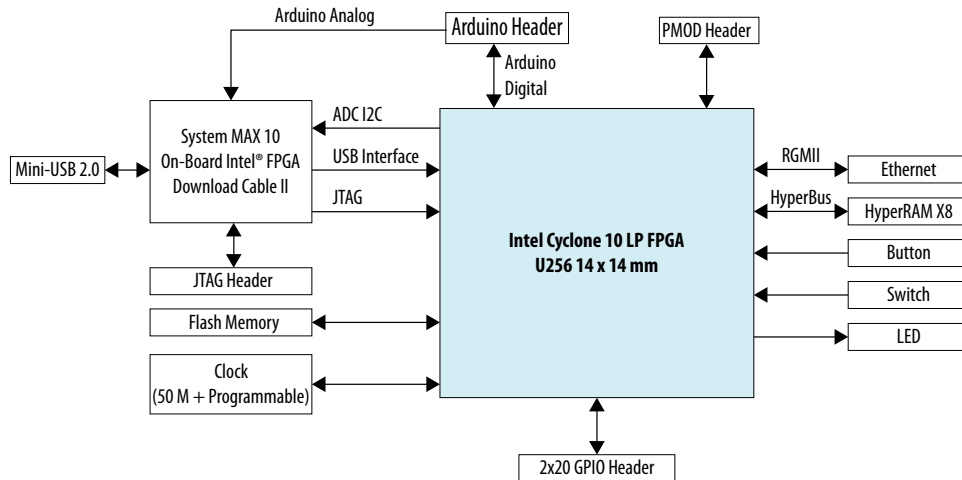 Arduino Analog
Arduino Header
PMOD Header
Arduino
Digital
System MAX 10
On-Board Intel® FPGA
Download Cable II
ADC I2C
Mini-USB 2.0
USB Interface
JTAG
RGMII
Ethernet
HyperBus
HyperRAM X8
Intel Cyclone 10 LP FPGA
U256 14 x 14 mm
Button
JTAG Header
Switch
Flash Memory
LED
Clock
(50 M + Programmable)
2x20 GPIO Header